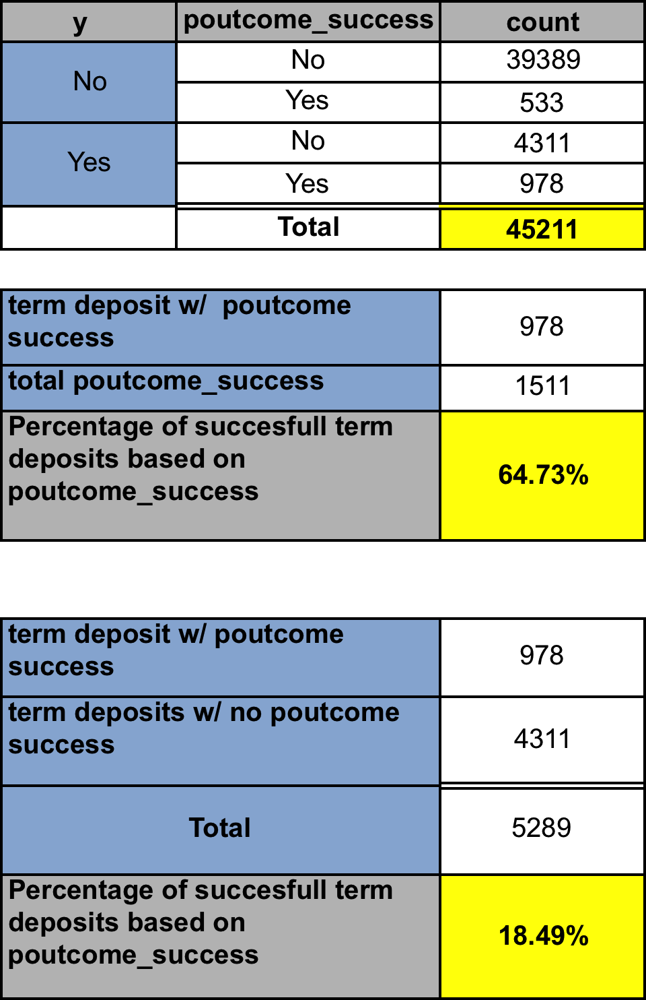 y poutcome_success count
No No 39389
Yes 533
Yes No 4311
Yes 978
Total 45211
term deposit w/  poutcome
success
978
total poutcome_success 1511
Percentage of succesfull term
deposits based on
poutcome_success
64.73%
term deposit w/ poutcome
success
978
term deposits w/ no poutcome
success
4311
Total 5289
Percentage of succesfull term
deposits based on
poutcome_success
18.49%